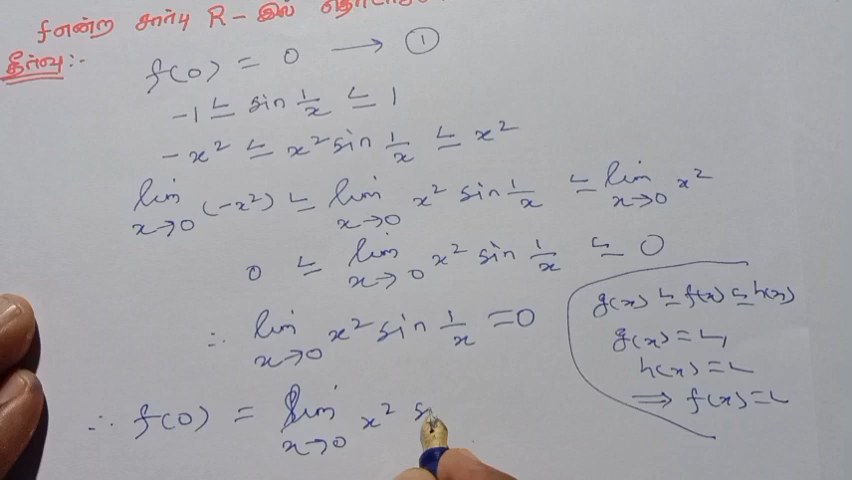 f என்ற சார்பு R - இல்
தீர்வு :-
f(0) = 0 → ①
-1 ≤ sin 1/x ≤ 1
-x² ≤ x² sin 1/x ≤ x²
lim x→0 (-x²) ≤ lim x→0 x² sin 1/x ≤ lim x→0 x²
0 ≤ lim x→0 x² sin 1/x ≤ 0
∴ lim x→0 x² sin 1/x = 0
g(x) ≤ f(x) ≤ h(x)
g(x) = L,
h(x) = L
⇒ f(x) = L
∴ f(0) = lim x→0 x² s